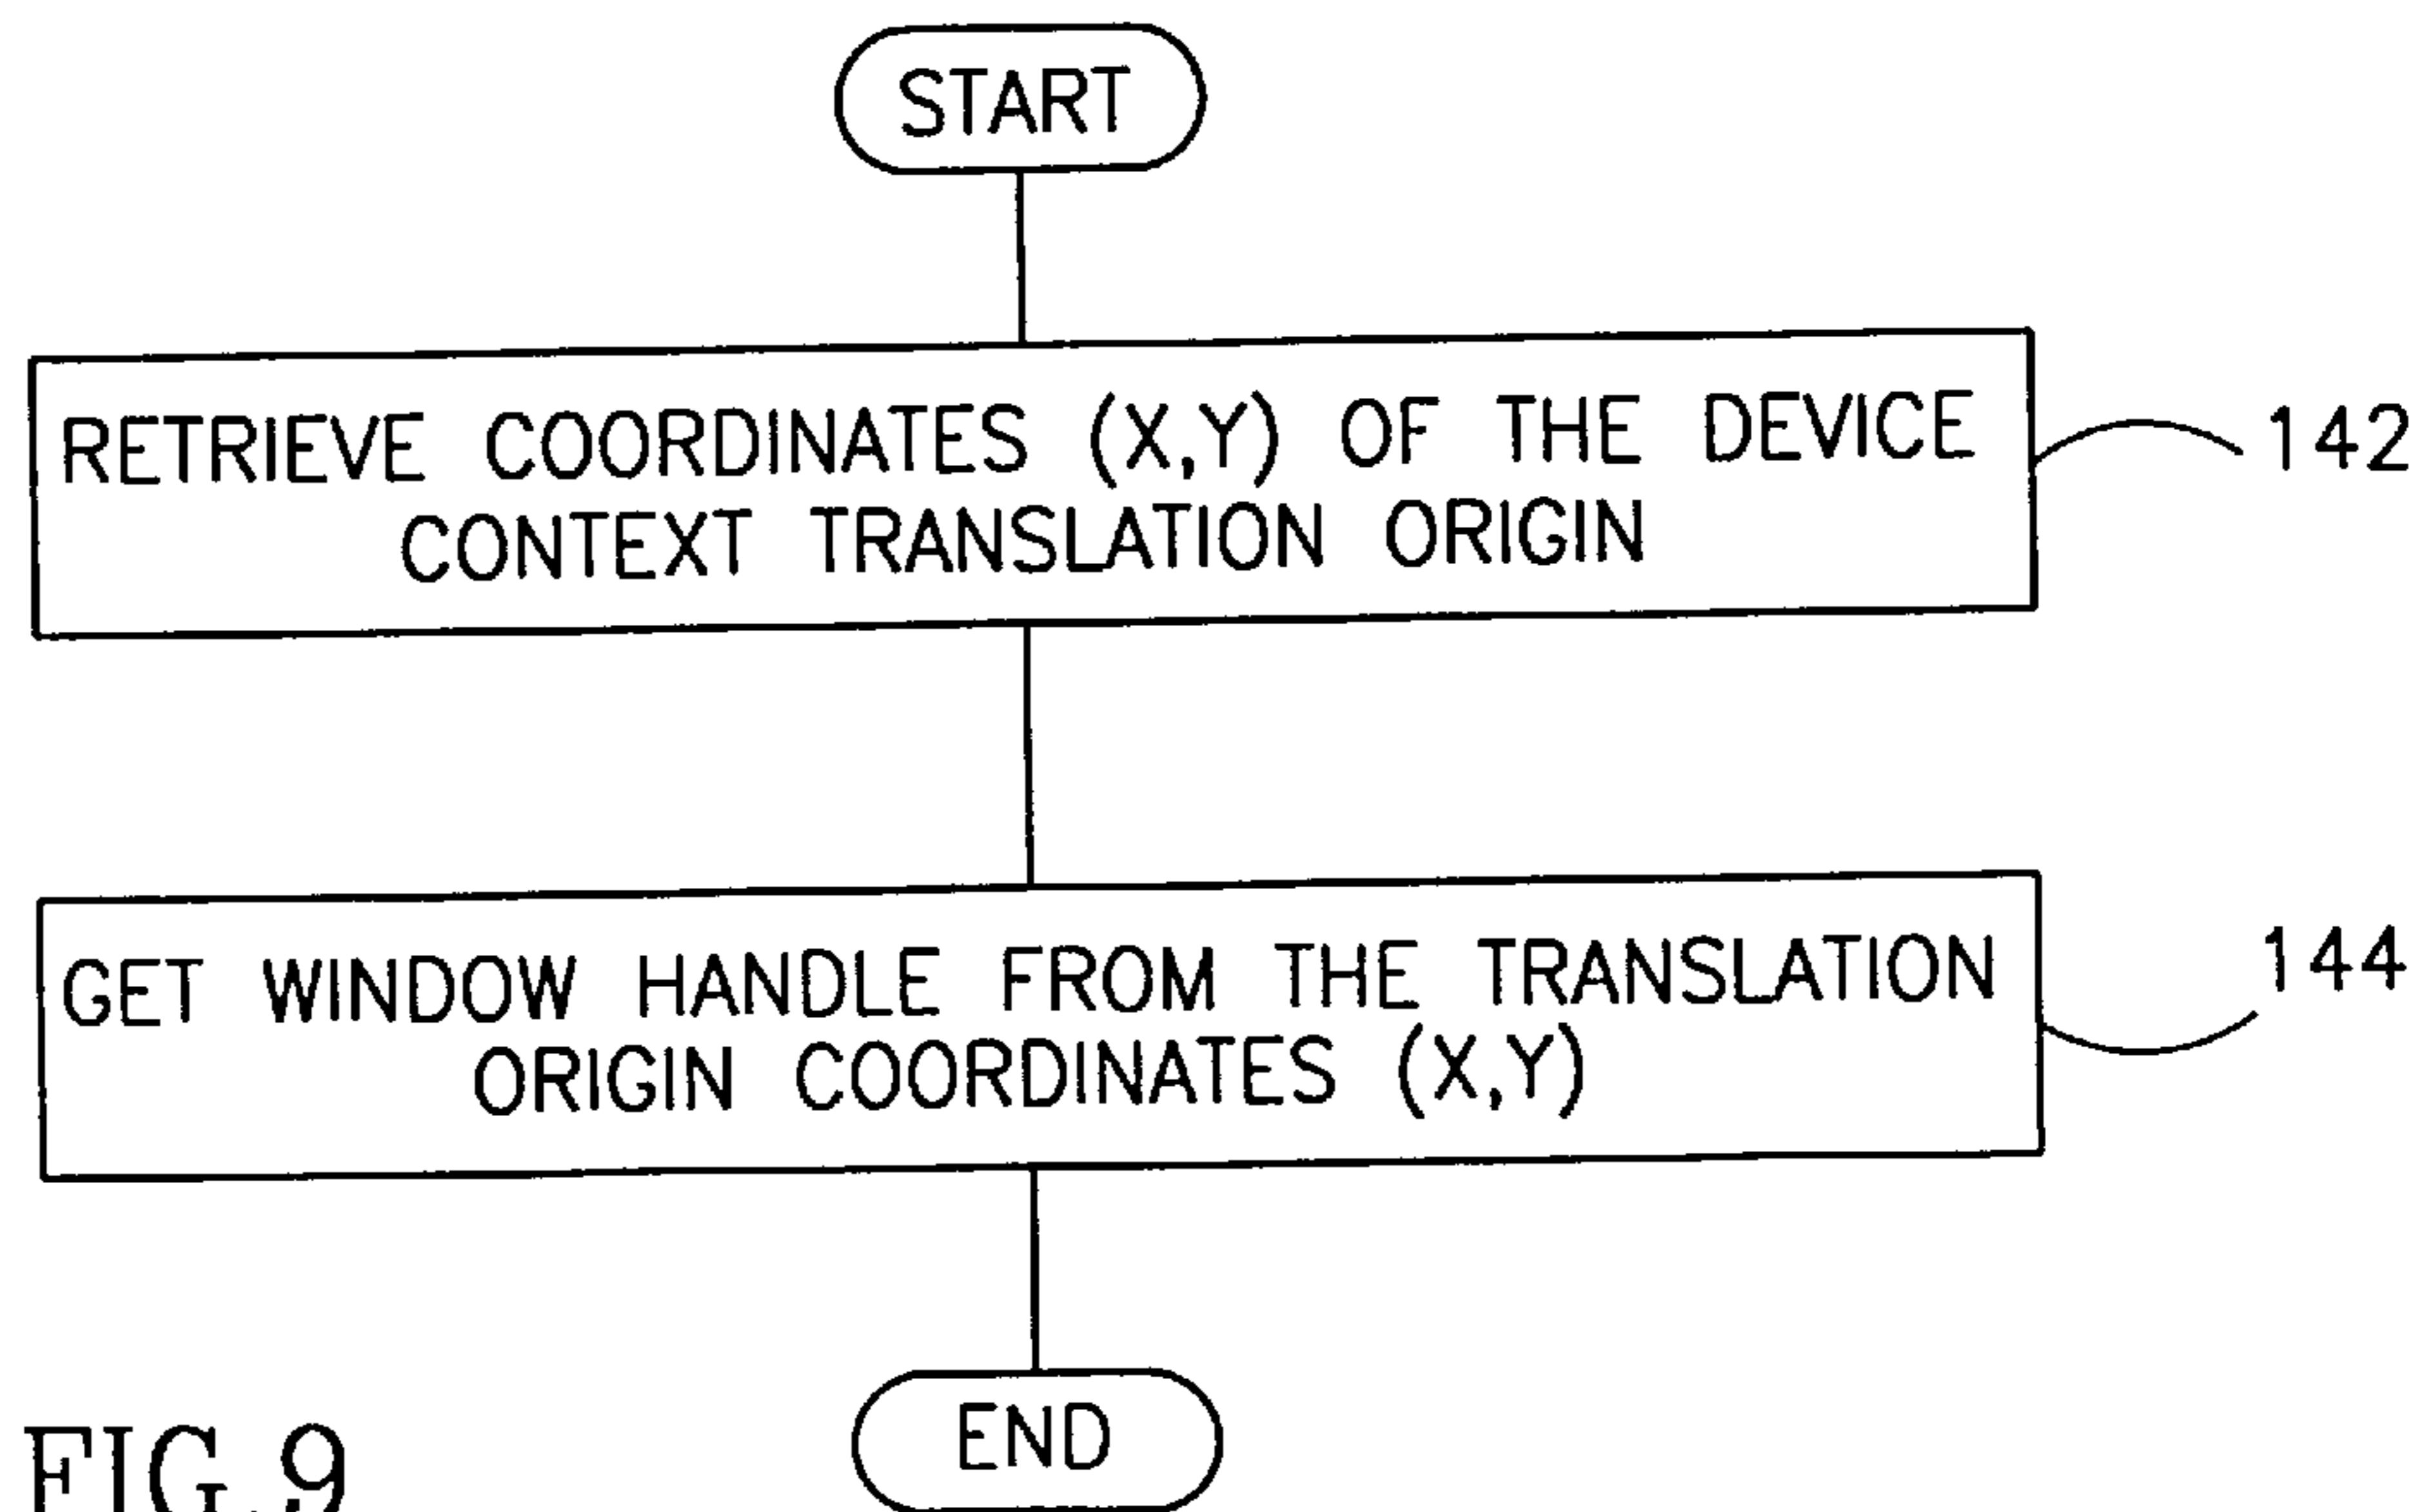 START
RETRIEVE COORDINATES (X,Y) OF THE DEVICE
CONTEXT TRANSLATION ORIGIN
142
GET WINDOW HANDLE FROM THE TRANSLATION
ORIGIN COORDINATES (X,Y)
144
END
FIG.9